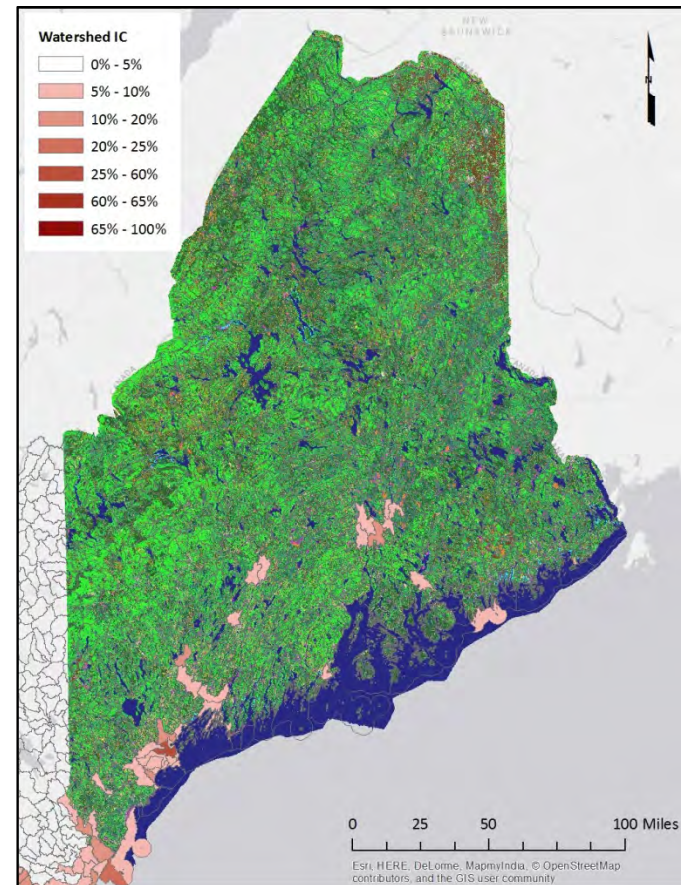 Watershed IC
0% - 5%
5% - 10%
10% - 20%
20% - 25%
25% - 60%
60% - 65%
65% - 100%
NEW
BRUNSWICK
N
0 25 50 100 Miles
Esri, HERE, DeLorme, MapmyIndia, © OpenStreetMap
contributors, and the GIS user community